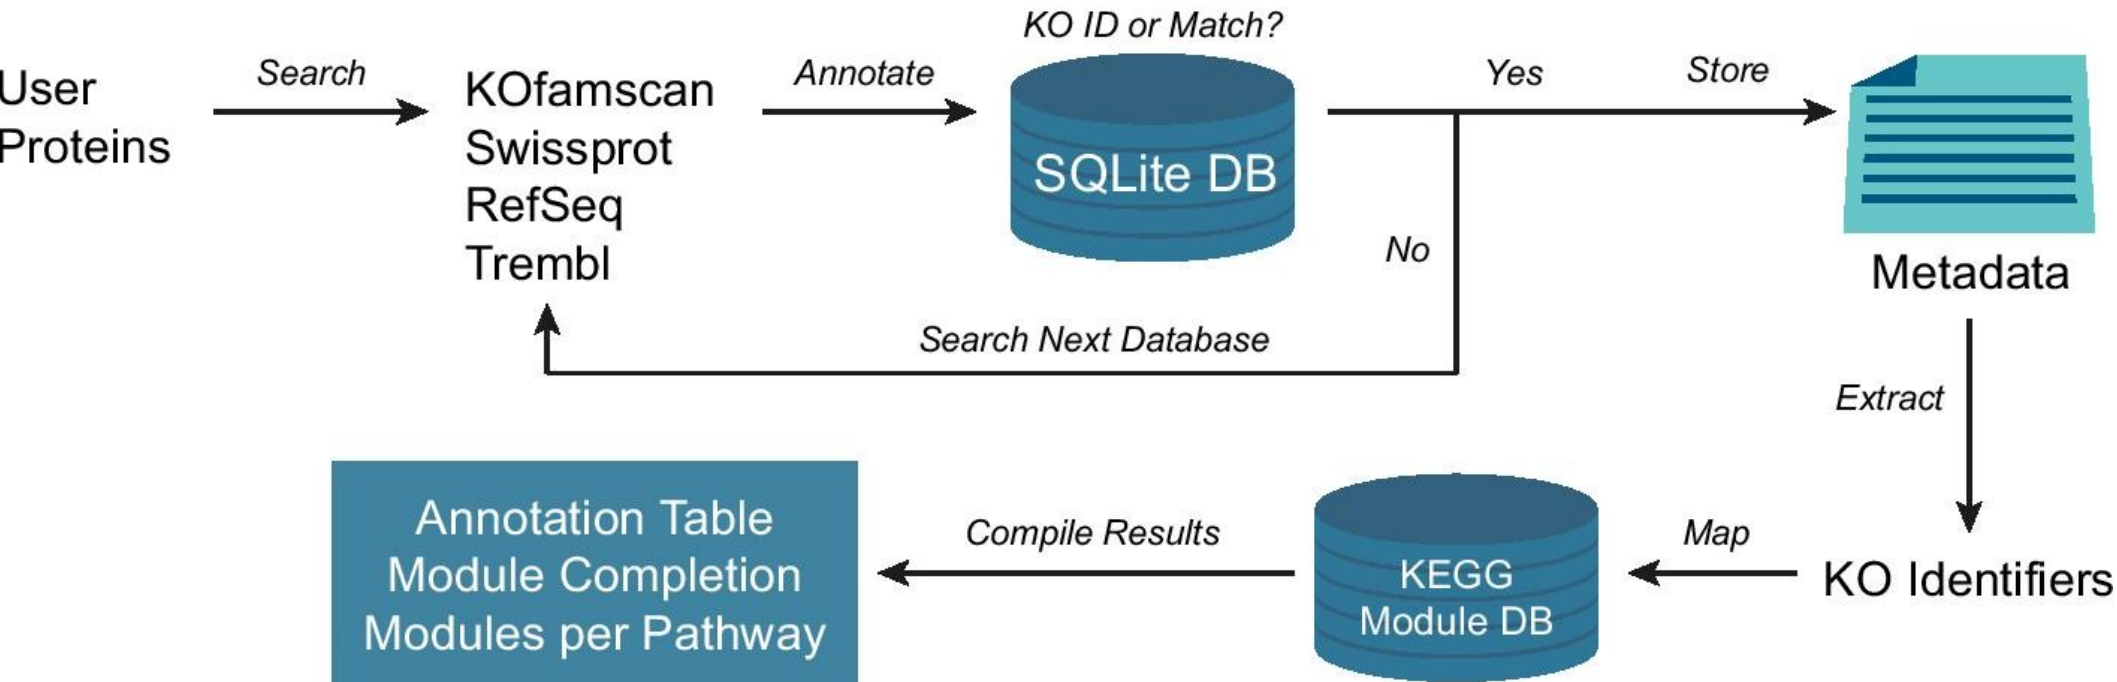 KO ID or Match?
User
Proteins
Search
KOfamscan
Swissprot
RefSeq
Trembl
Annotate
SQLite DB
Yes
Store
No
Metadata
Search Next Database
Extract
KO Identifiers
Map
KEGG
Module DB
Compile Results
Annotation Table
Module Completion
Modules per Pathway